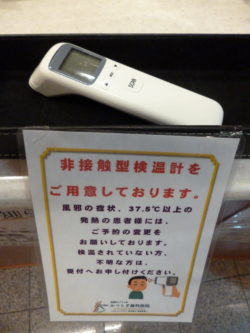 非接触型検温計を
ご用意しております。
風邪の症状、37.5℃以上の
発熱の患者様には、
ご予約の変更を
お願いしております。
検温されていない方、
不明な方は、
受付へお申し付けください。